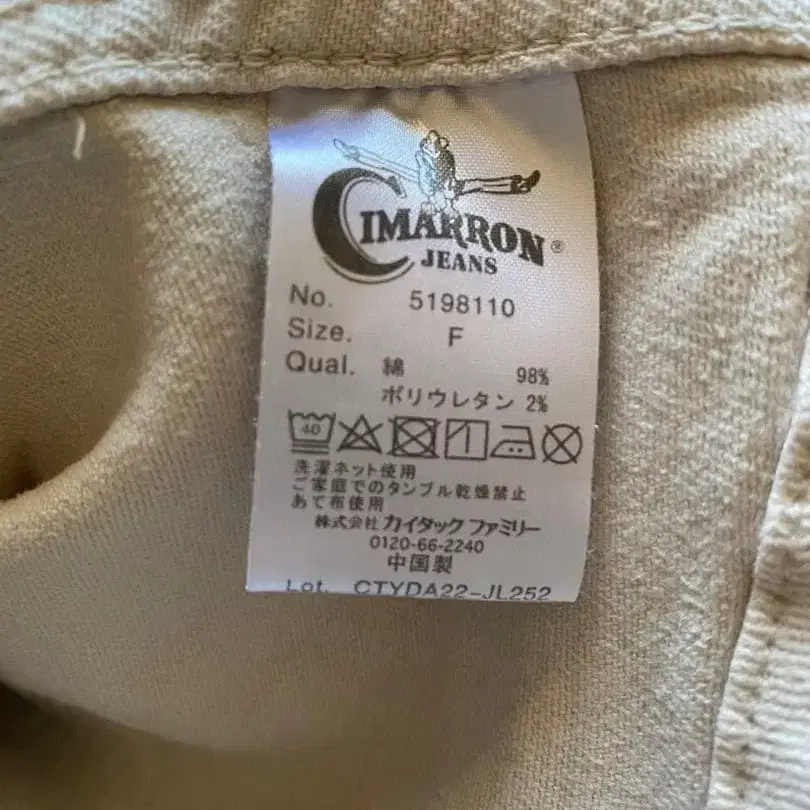 CIMARRON®
JEANS
No. 5198110
Size. F
Qual. 綿 98%
ポリウレタン 2%
40
洗濯ネット使用
ご家庭でのタンブル乾燥禁止
あて布使用
株式会社 カイタック ファミリー
0120-66-2240
中国製
Lot. CTYDA22-JL252